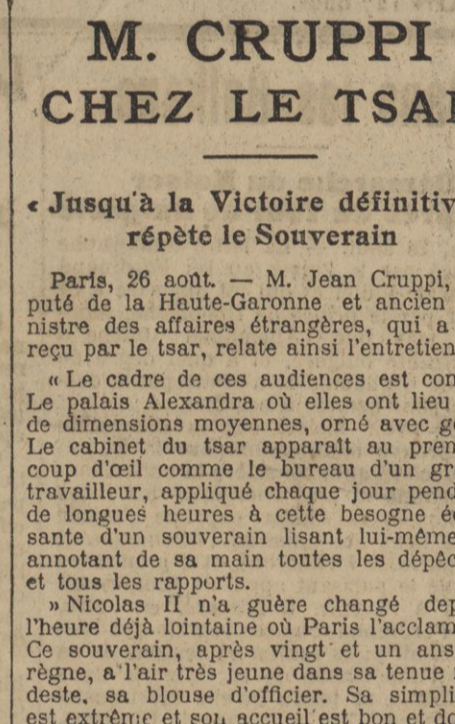 M. CRUPPI
CHEZ LE TSA
« Jusqu'à la Victoire définitiv
répète le Souverain
Paris, 26 août. — M. Jean Cruppi,
puté de la Haute-Garonne et ancien
nistre des affaires étrangères, qui a
reçu par le tsar, relate ainsi l'entretien
« Le cadre de ces audiences est con
Le palais Alexandra où elles ont lieu
de dimensions moyennes, orné avec g
Le cabinet du tsar apparaît au pren
coup d'œil comme le bureau d'un gr
travailleur, appliqué chaque jour pend
de longues heures à cette besogne é
sante d'un souverain lisant lui-même
annotant de sa main toutes les dépêc
et tous les rapports.
» Nicolas II n'a guère changé dep
l'heure déjà lointaine où Paris l'acclam
Ce souverain, après vingt et un ans
règne, a l'air très jeune dans sa tenue
deste, sa blouse d'officier. Sa simpli
est extrême et son accueil est bon et do